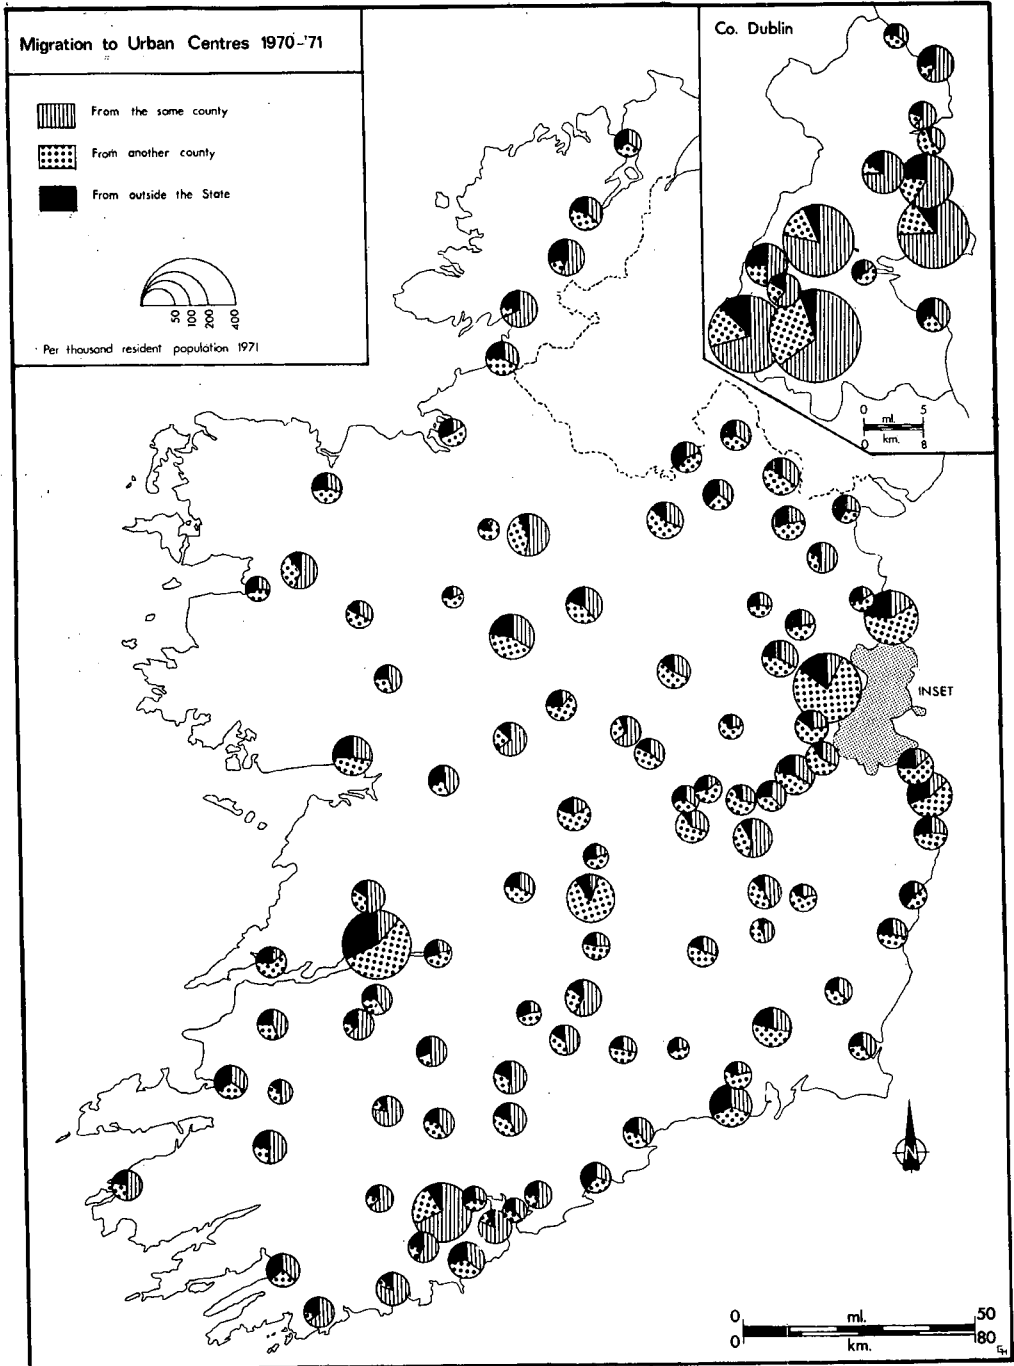 Migration to Urban Centres 1970-'71
From the same county
From another county
From outside the State
50
100
200
400
Per thousand resident population 1971
Co. Dublin
0 ml. 5
0 km. 8
INSET
N
0 ml. 50
0 km. 80